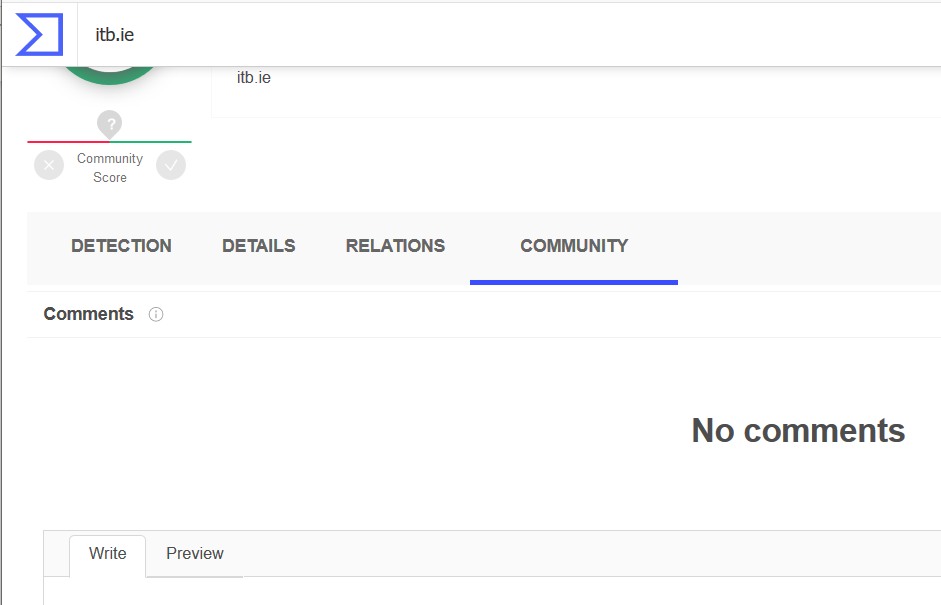 itb.ie
itb.ie
?
Community
Score
DETECTION DETAILS RELATIONS COMMUNITY
Comments
No comments
Write Preview